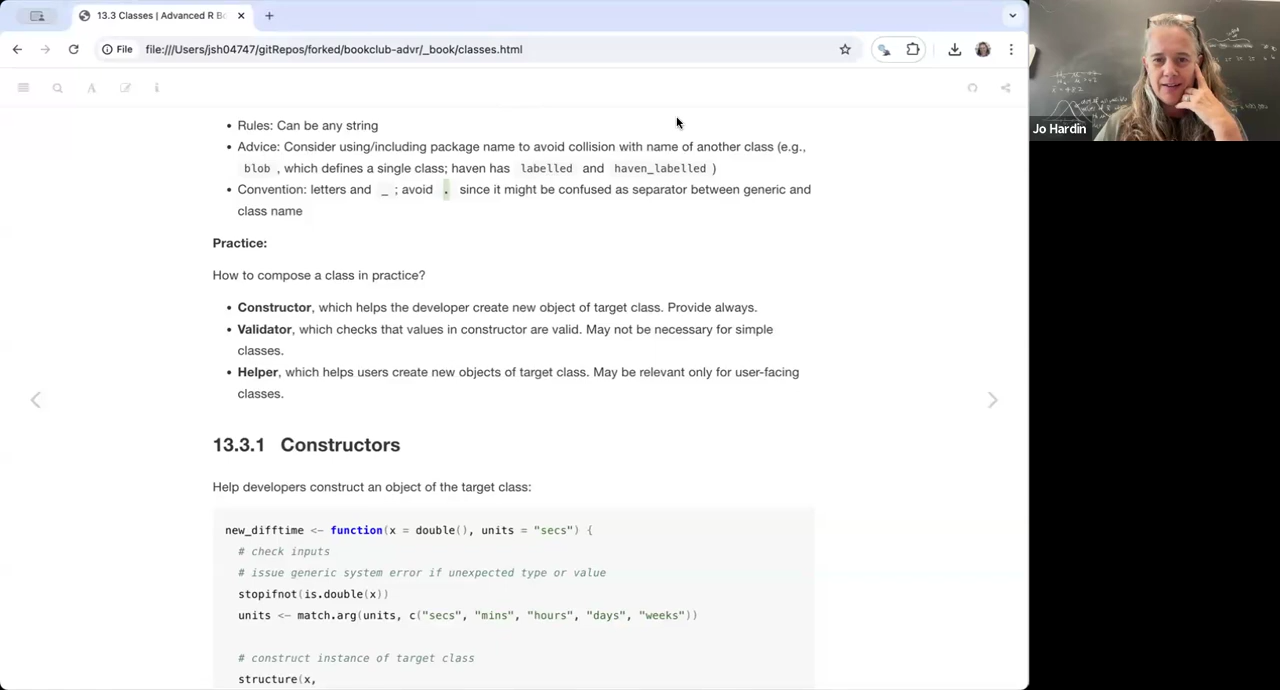 13.3 Classes | Advanced R Bo
File
file:///Users/jsh04747/gitRepos/forked/bookclub-advr/_book/classes.html
• Rules: Can be any string
• Advice: Consider using/including package name to avoid collision with name of another class (e.g.,
blob , which defines a single class; haven has labelled and haven_labelled )
• Convention: letters and _ ; avoid . since it might be confused as separator between generic and
class name
Practice:
How to compose a class in practice?
• Constructor, which helps the developer create new object of target class. Provide always.
• Validator, which checks that values in constructor are valid. May not be necessary for simple
classes.
• Helper, which helps users create new objects of target class. May be relevant only for user-facing
classes.
13.3.1 Constructors
Help developers construct an object of the target class:
new_difftime <- function(x = double(), units = "secs") {
# check inputs
# issue generic system error if unexpected type or value
stopifnot(is.double(x))
units <- match.arg(units, c("secs", "mins", "hours", "days", "weeks"))
# construct instance of target class
structure(x,
Jo Hardin